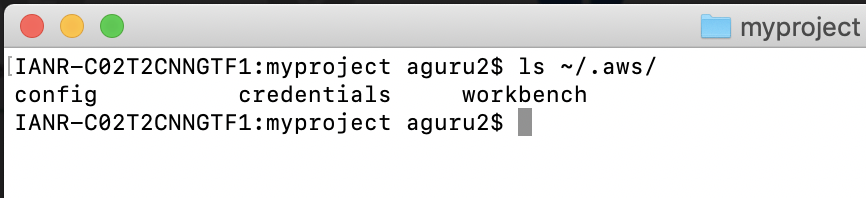 myproject
[IANR-C02T2CNNGTF1:myproject aguru2$ ls ~/.aws/
config credentials workbench
IANR-C02T2CNNGTF1:myproject aguru2$